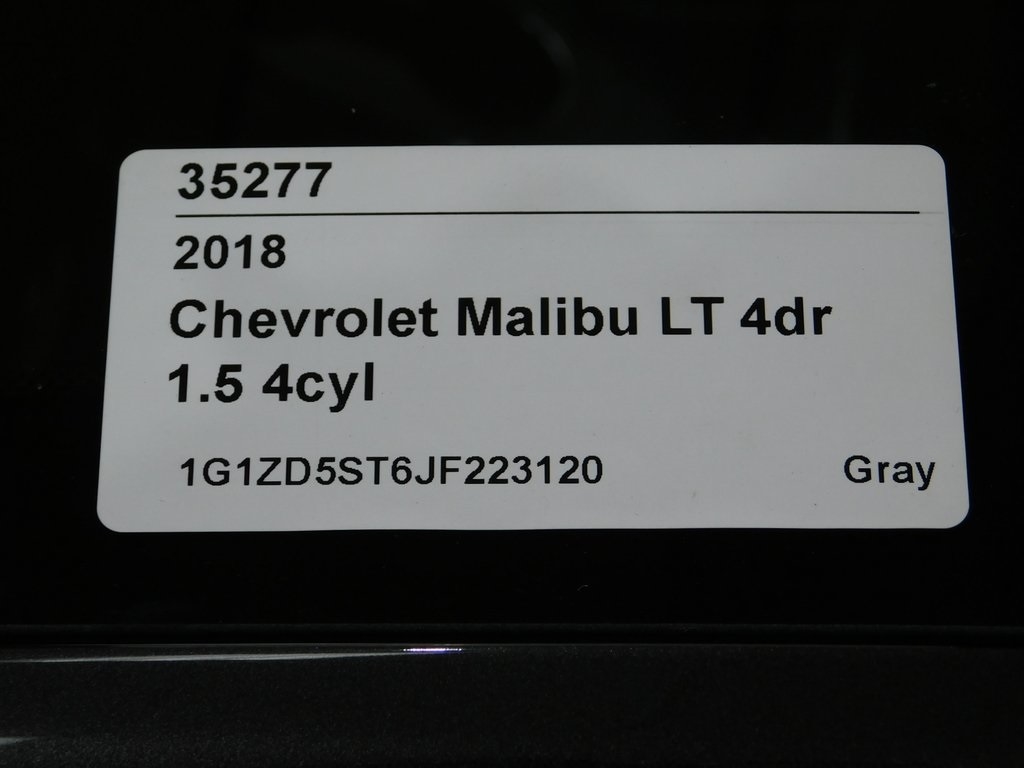 35277
2018
Chevrolet Malibu LT 4dr
1.5 4cyl
1G1ZD5ST6JF223120 Gray